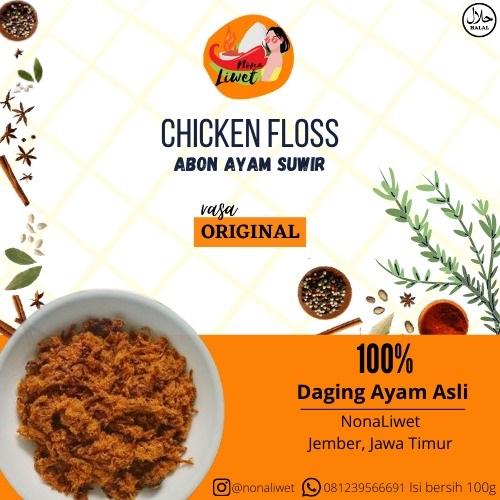 حلال
HALAL
Nona
Liwet
CHICKEN FLOSS
ABON AYAM SUWIR
rasa
ORIGINAL
100%
Daging Ayam Asli
NonaLiwet
Jember, Jawa Timur
@nonaliwet 081239566691 Isi bersih 100g